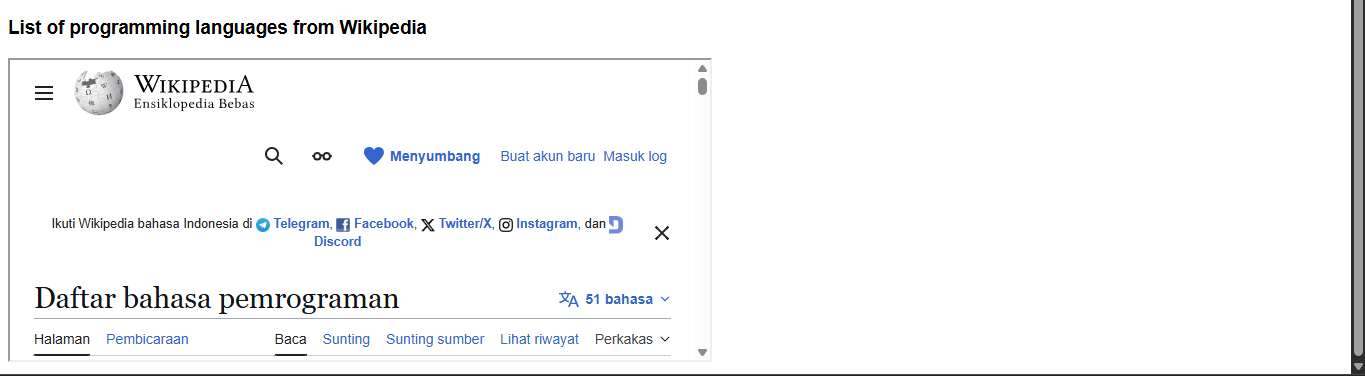 List of programming languages from Wikipedia
WIKIPEDIA
Ensiklopedia Bebas
Menyumbang Buat akun baru Masuk log
Ikuti Wikipedia bahasa Indonesia di Telegram, Facebook, Twitter/X, Instagram, dan
Discord
Daftar bahasa pemrograman 51 bahasa
Halaman Pembicaraan Baca Sunting Sunting sumber Lihat riwayat Perkakas